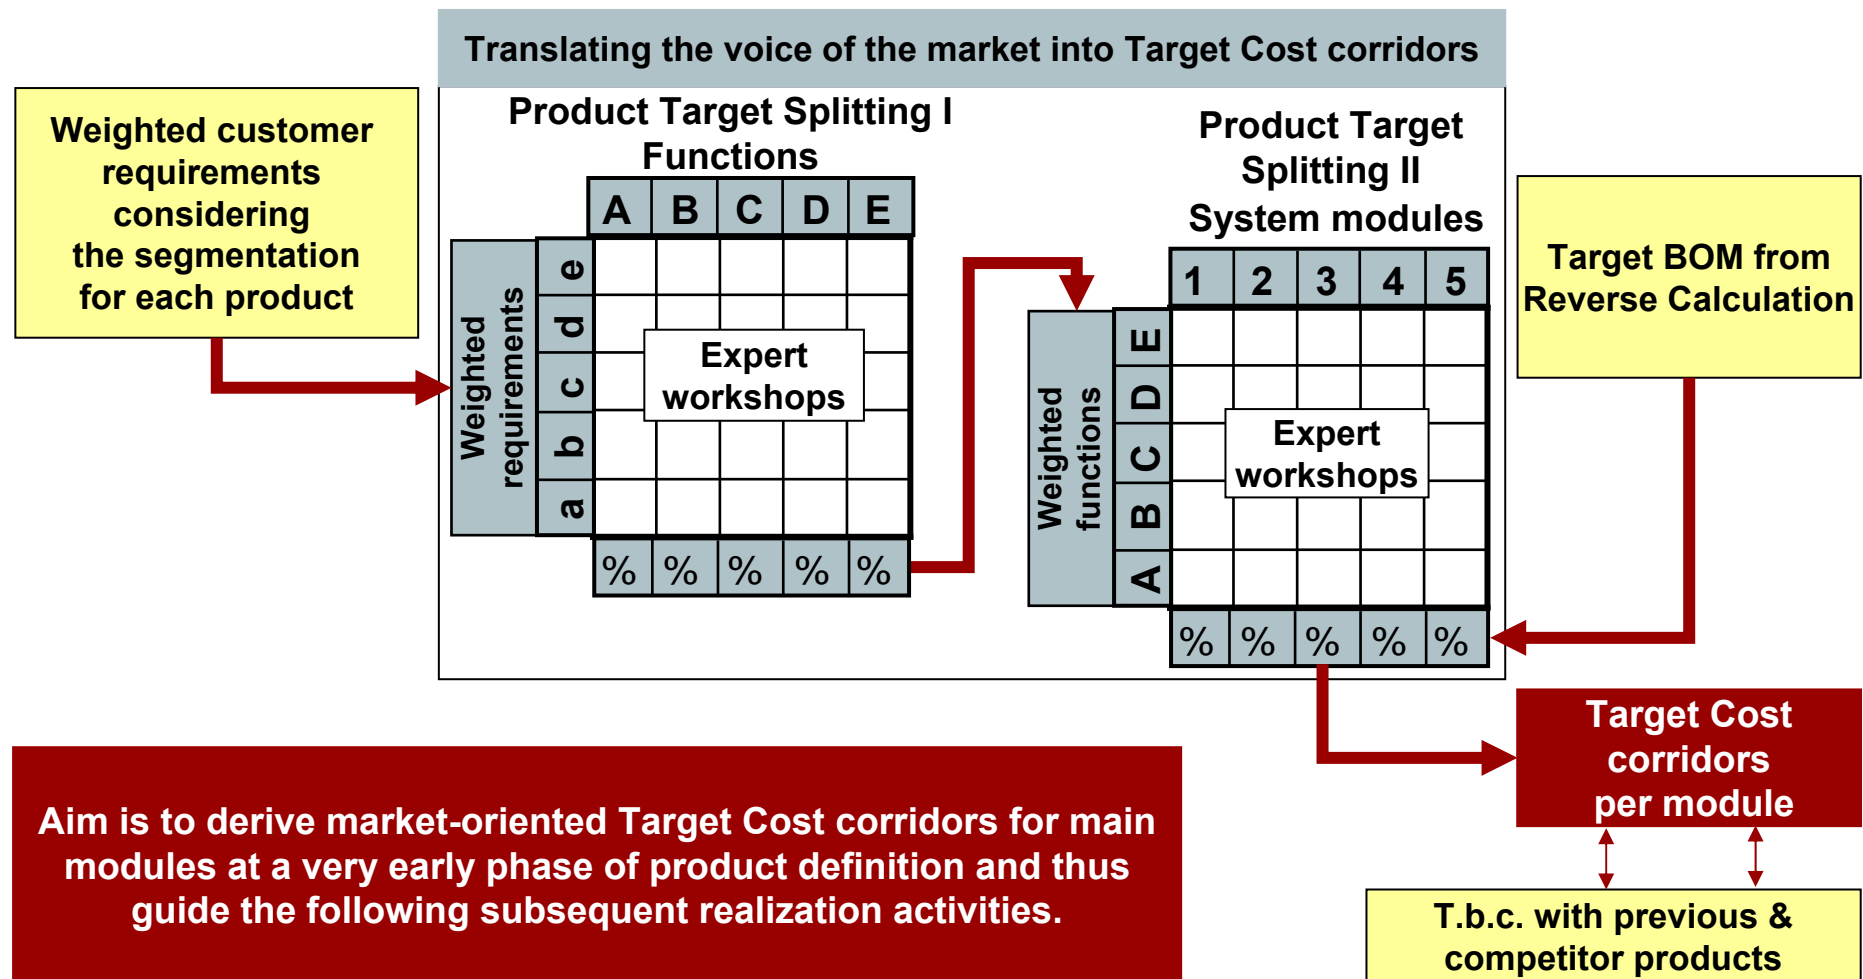 Translating the voice of the market into Target Cost corridors
Weighted customer
requirements
considering
the segmentation
for each product
Product Target Splitting I
Functions
A B C D E
Weighted
requirements
e
d
c
b
a
Expert
workshops
% % % % %
Product Target
Splitting II
System modules
1 2 3 4 5
Weighted
functions
E
D
C
B
A
Expert
workshops
% % % % %
Target BOM from
Reverse Calculation
Target Cost
corridors
per module
Aim is to derive market-oriented Target Cost corridors for main
modules at a very early phase of product definition and thus
guide the following subsequent realization activities.
T.b.c. with previous &
competitor products